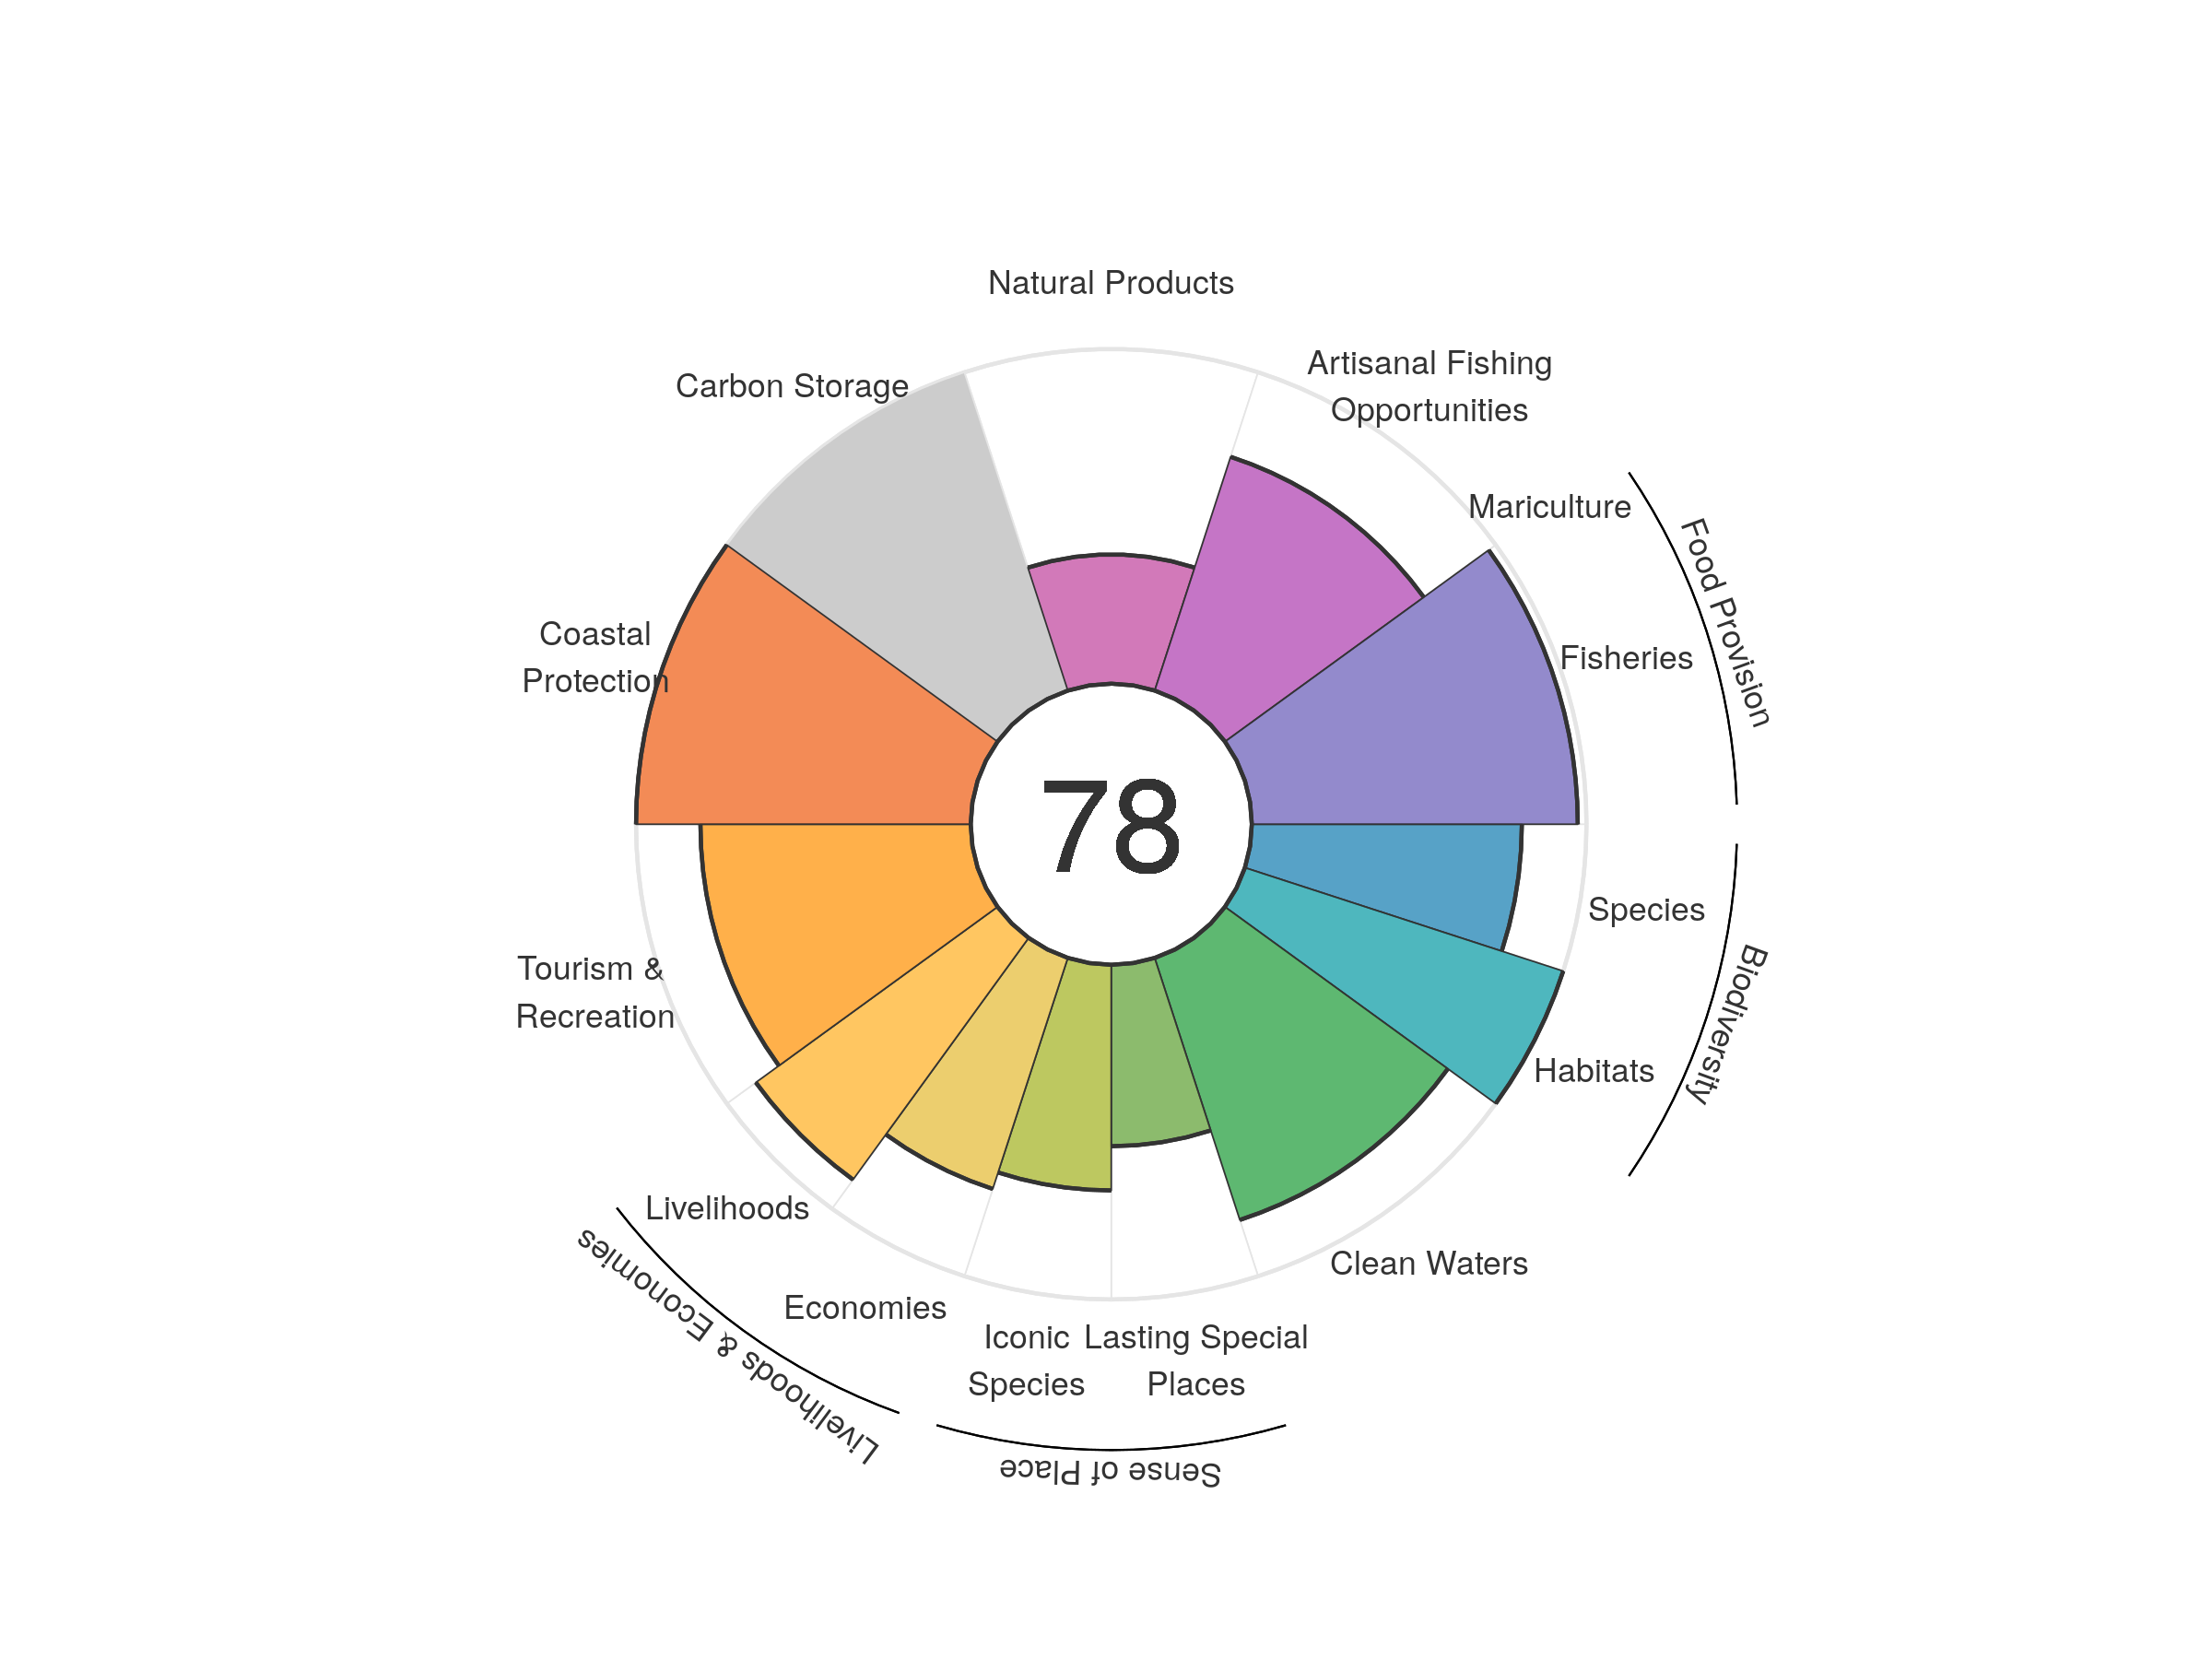 Natural Products
Artisanal Fishing
Opportunities
Carbon Storage
Mariculture
Food Provision
Coastal
Protection
Fisheries
78
Species
Biodiversity
Tourism &
Recreation
Habitats
Livelihoods
Clean Waters
Livelihoods & Economies
Economies
Iconic
Species
Lasting Special
Places
Sense of Place